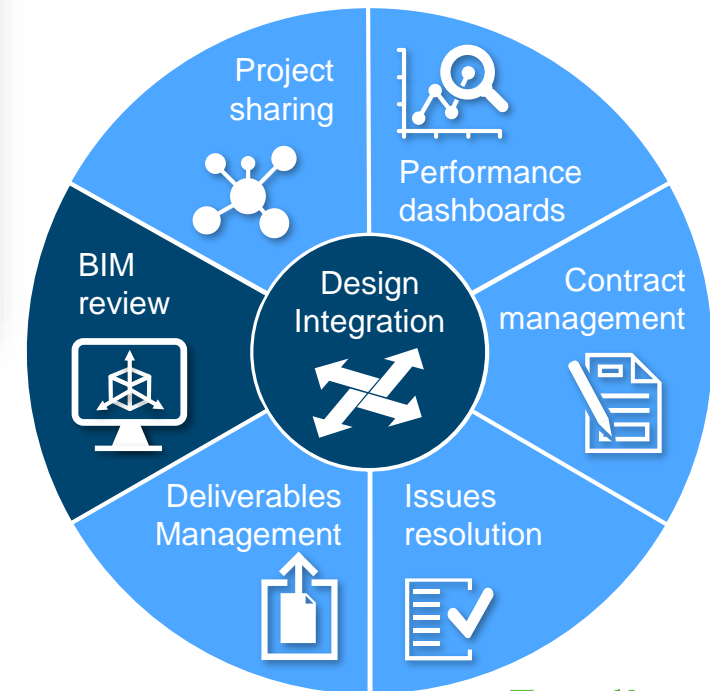 Project
sharing
Performance
dashboards
BIM
review
Design
Integration
Contract
management
Deliverables
Management
Issues
resolution